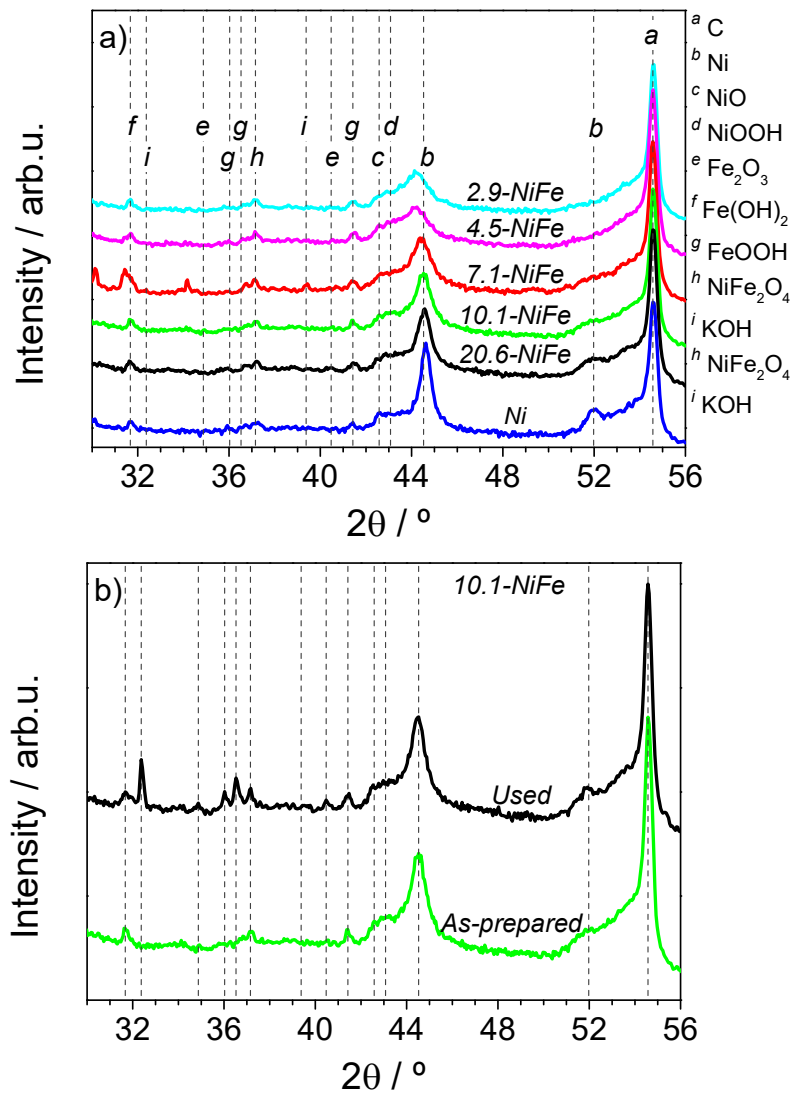 a)
a C
b Ni
c NiO
d NiOOH
e Fe₂O₃
f Fe(OH)₂
g FeOOH
h NiFe₂O₄
i KOH
h NiFe₂O₄
i KOH
a
f e g i g d b
i g h e c b
2.9-NiFe
4.5-NiFe
7.1-NiFe
10.1-NiFe
20.6-NiFe
Ni
Intensity / arb.u.
32 36 40 44 48 52 56
2θ / º
b)
10.1-NiFe
Used
As-prepared
Intensity / arb.u.
32 36 40 44 48 52 56
2θ / º